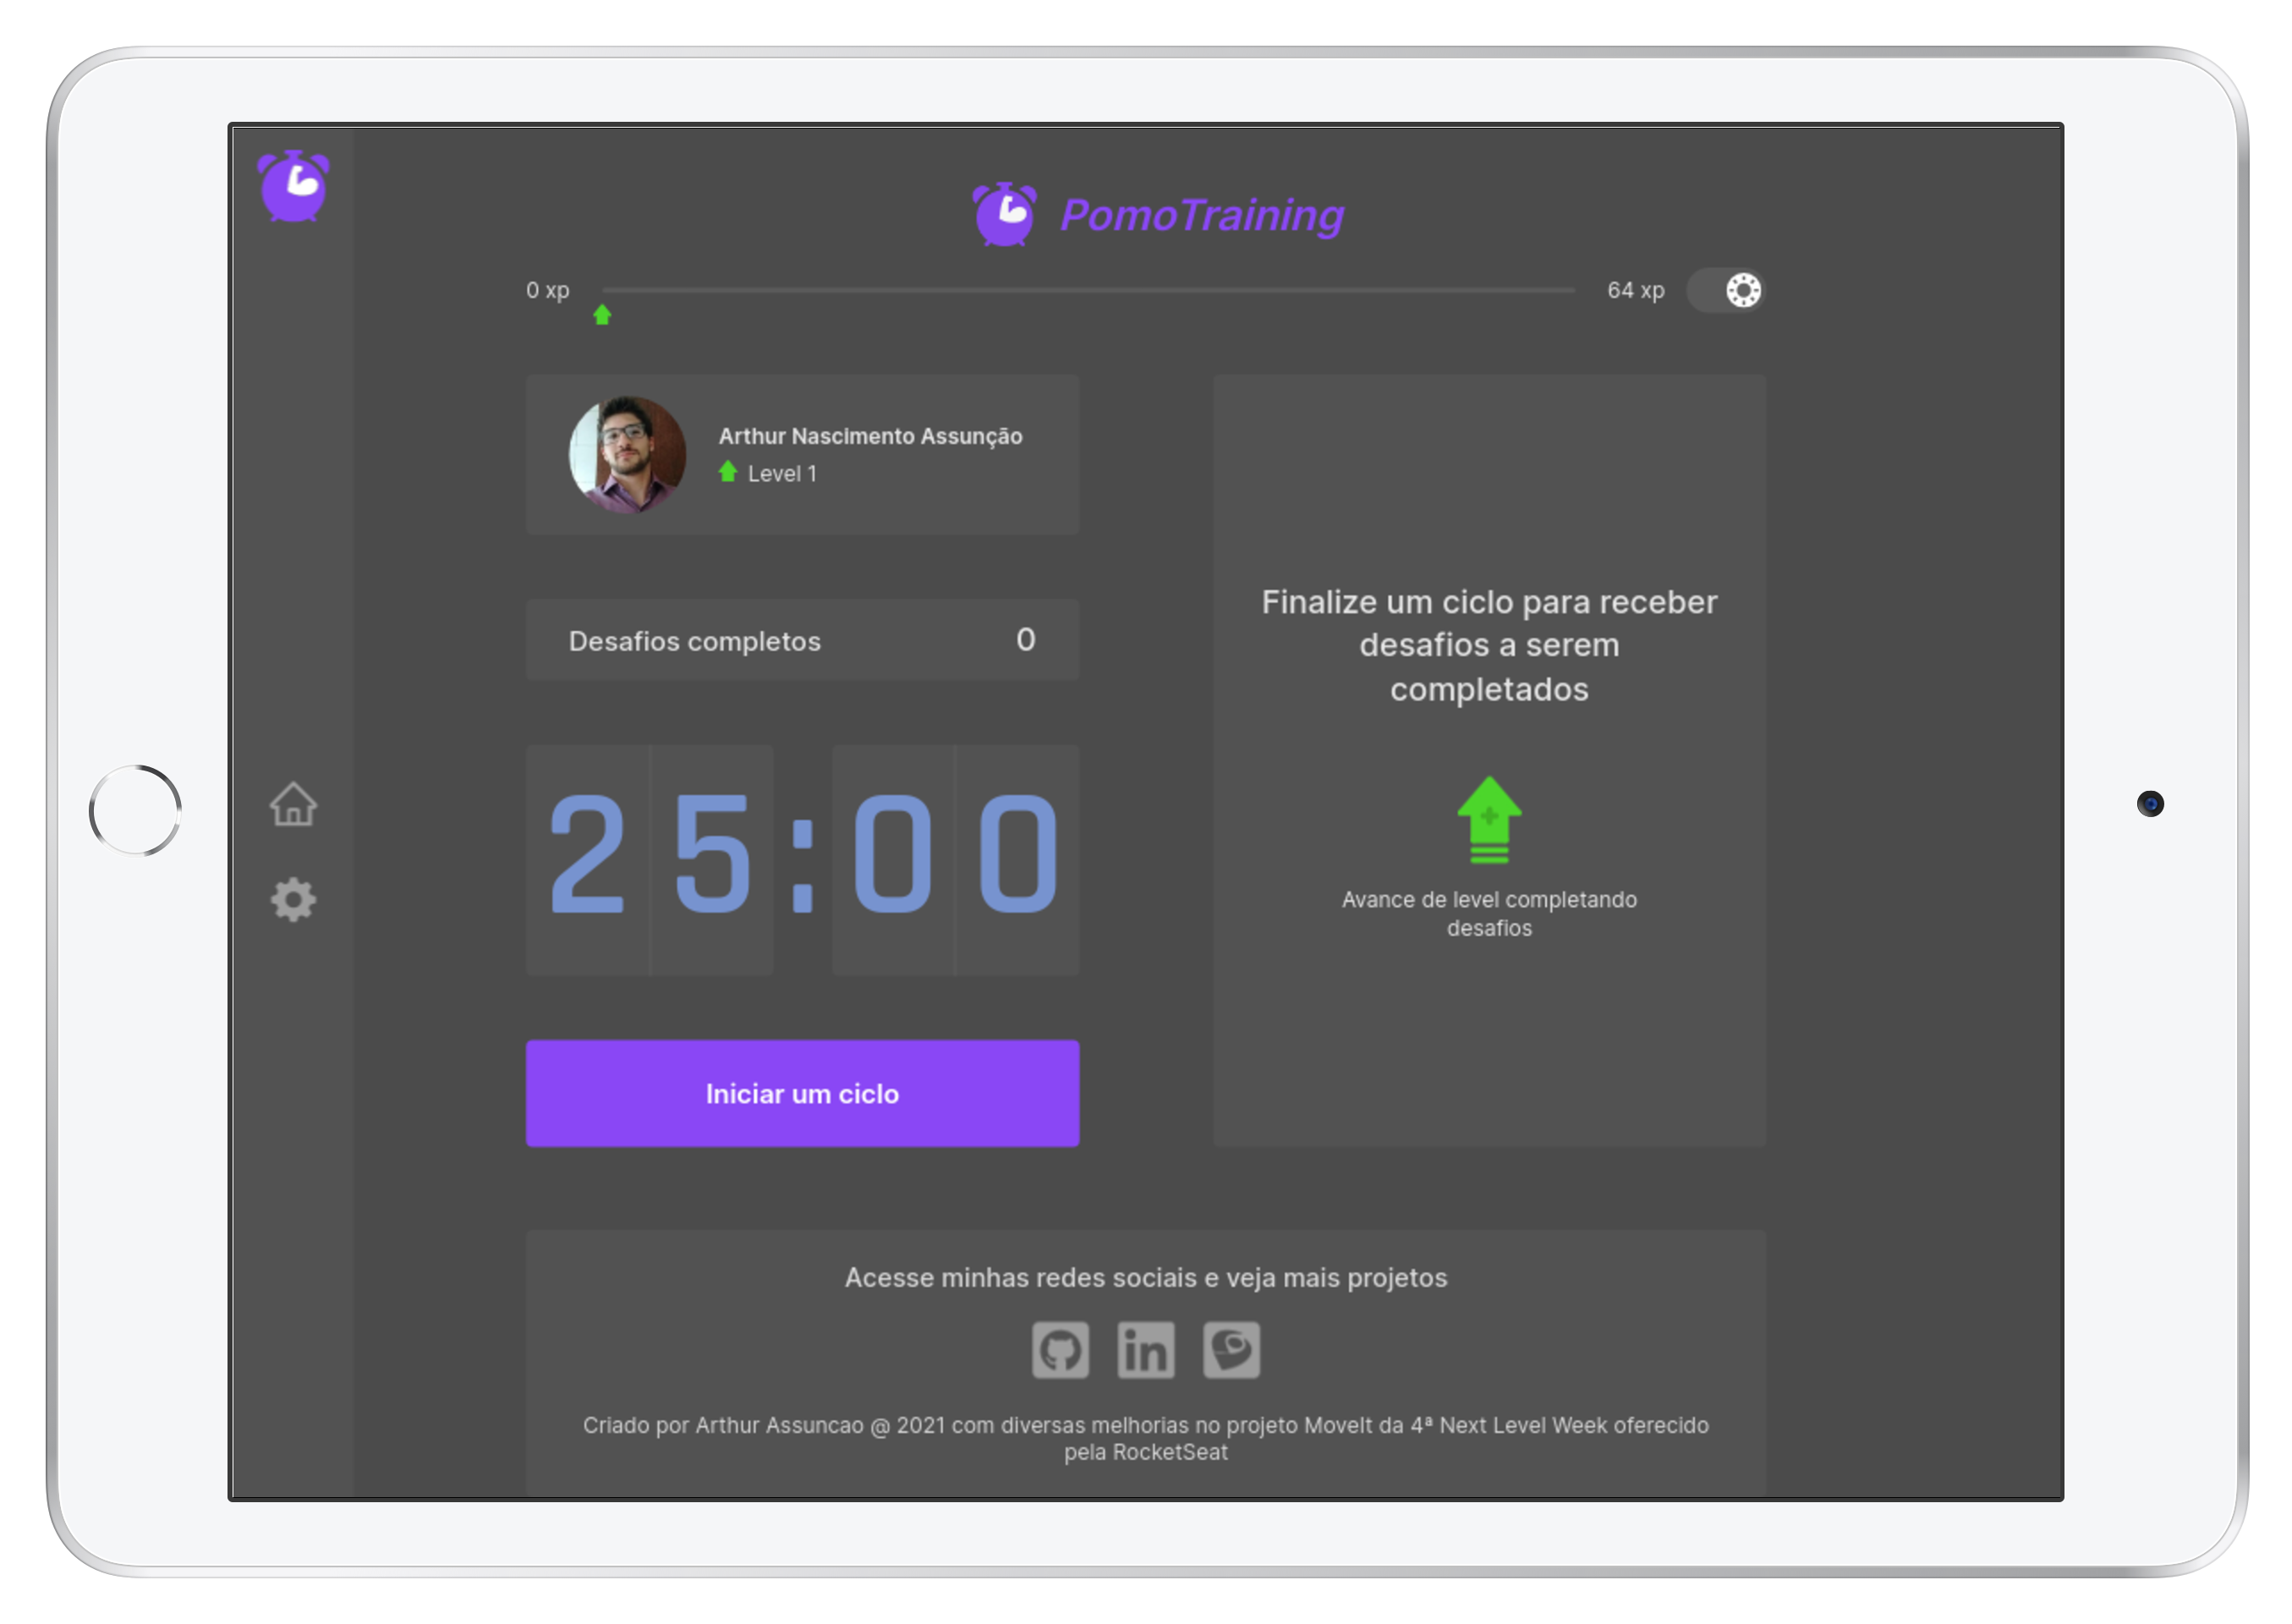 PomoTraining
0 xp
64 xp
Arthur Nascimento Assunção
Level 1
Desafios completos
0
25:00
Iniciar um ciclo
Finalize um ciclo para receber
desafios a serem
completados
Avance de level completando
desafios
Acesse minhas redes sociais e veja mais projetos
in
Criado por Arthur Assuncao @ 2021 com diversas melhorias no projeto MoveIt da 4ª Next Level Week oferecido
pela RocketSeat